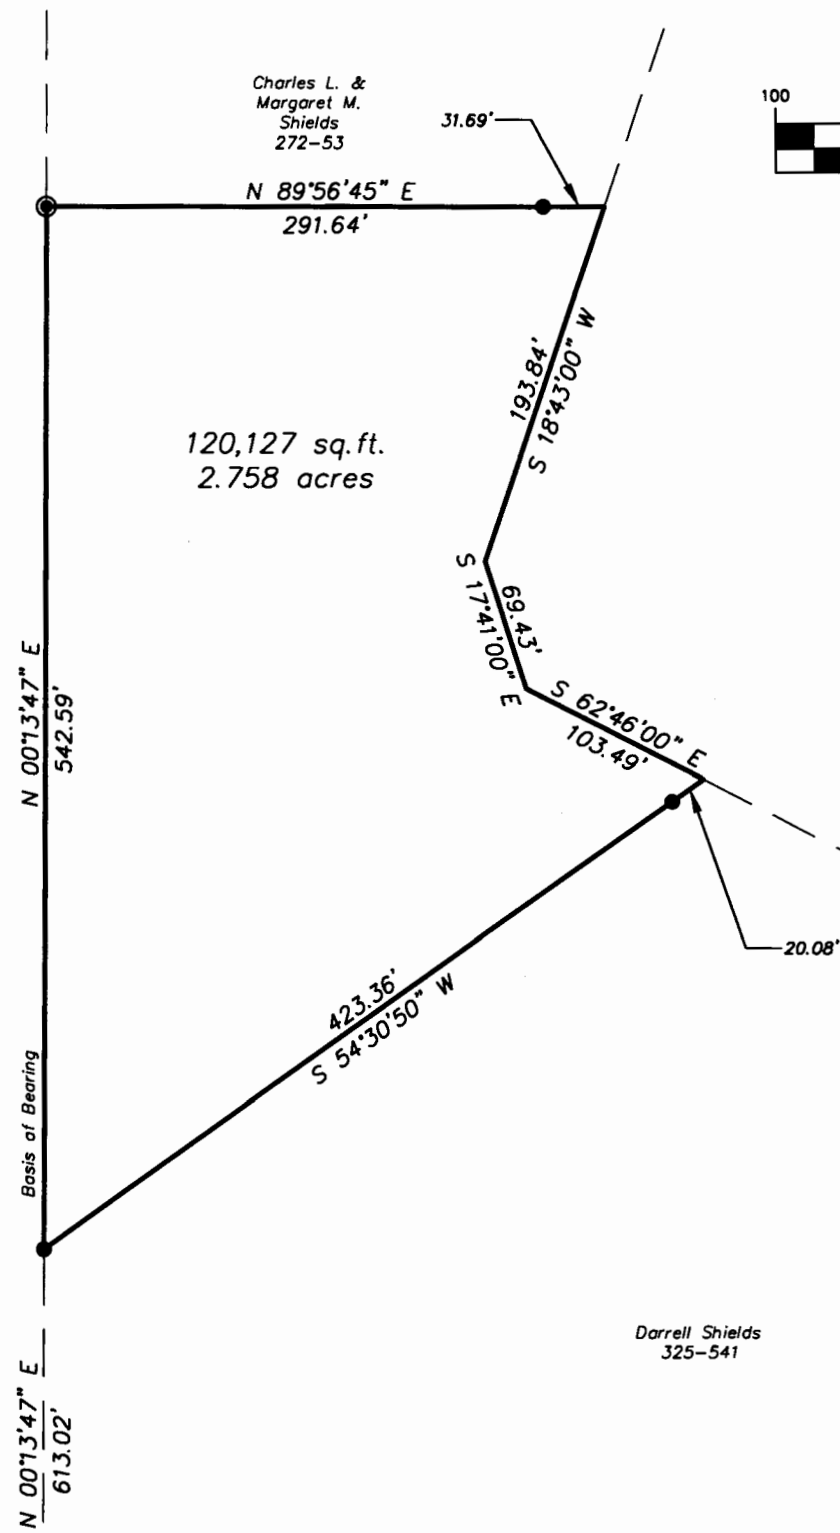 Charles L. &
Margaret M.
Shields
272-53
31.69'
100
N 89°56'45" E
291.64'
193.84'
S 18°43'00" W
120,127 sq.ft.
2.758 acres
S 17°41'00" E
69.43'
S 62°46'00" E
103.49'
N 00°13'47" E
542.59'
20.08'
423.36'
S 54°30'50" W
Basis of Bearing
Darrell Shields
325-541
N 00°13'47" E
613.02'